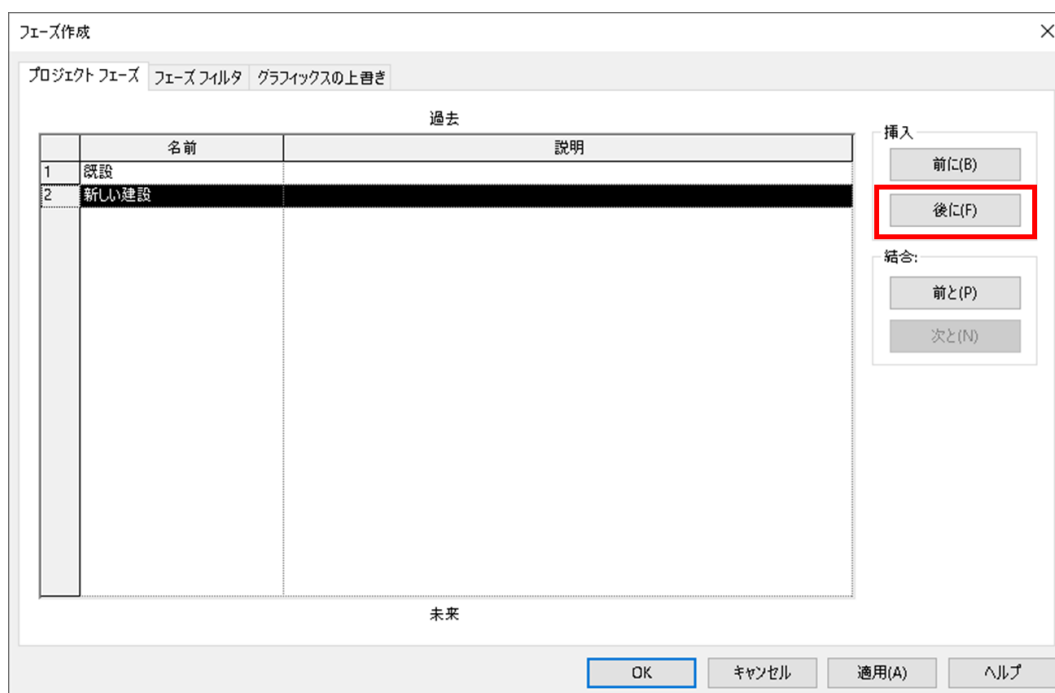 フェーズ作成
プロジェクト フェーズ フェーズ フィルタ グラフィックスの上書き
過去
名前 説明
1 既設
2 新しい建設
未来
挿入
前に(B)
後に(F)
結合:
前と(P)
次と(N)
OK キャンセル 適用(A) ヘルプ